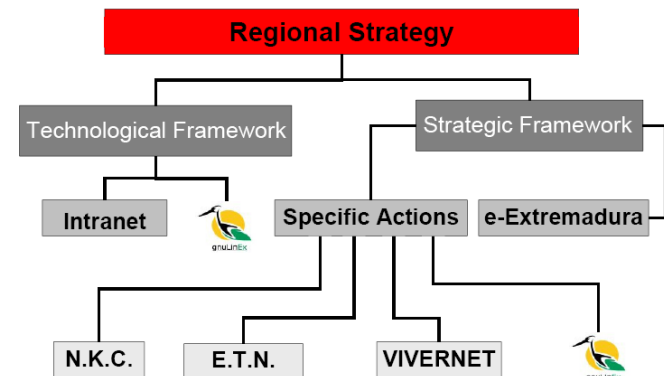 Regional Strategy
Technological Framework
Strategic Framework
Intranet
gnuLinEx
Specific Actions
e-Extremadura
N.K.C.
E.T.N.
VIVERNET